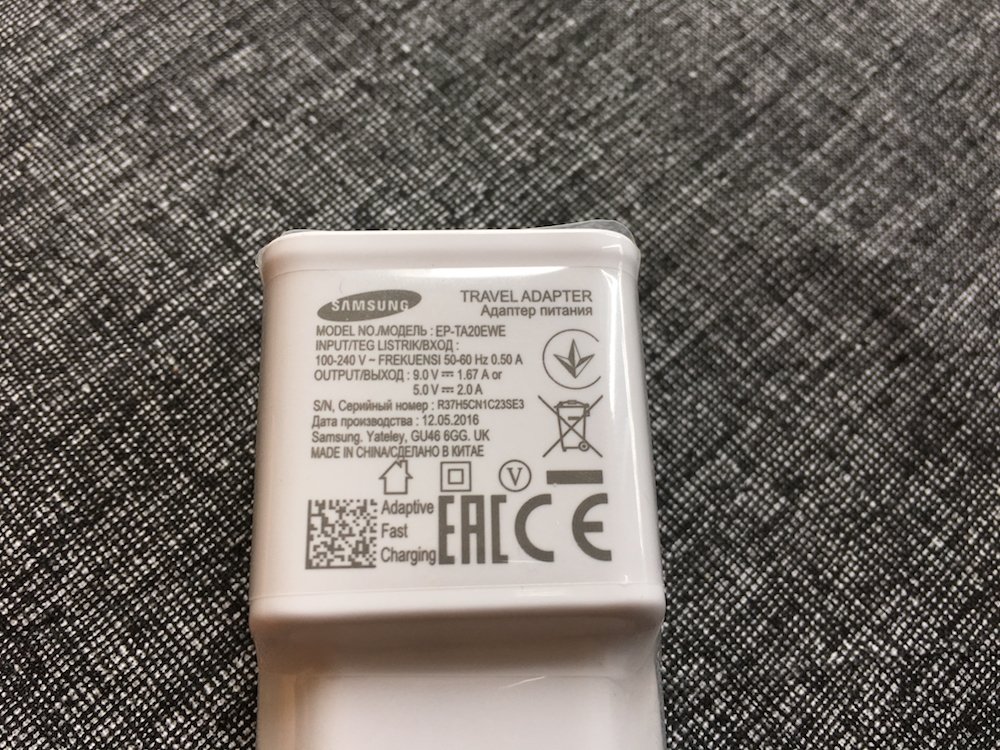 SAMSUNG
TRAVEL ADAPTER
Адаптер питания
MODEL NO./МОДЕЛЬ : EP-TA20EWE
INPUT/TEG LISTRIK/ВХОД :
100-240 V ~ FREKUENSI 50-60 Hz 0.50 A
OUTPUT/ВЫХОД : 9.0 V ⎓ 1.67 A or
5.0 V ⎓ 2.0 A
S/N, Серийный номер : R37H5CN1C23SE3
Дата производства : 12.05.2016
Samsung. Yateley, GU46 6GG. UK
MADE IN CHINA/СДЕЛАНО В КИТАЕ
V
Adaptive
Fast
Charging
EAC CE